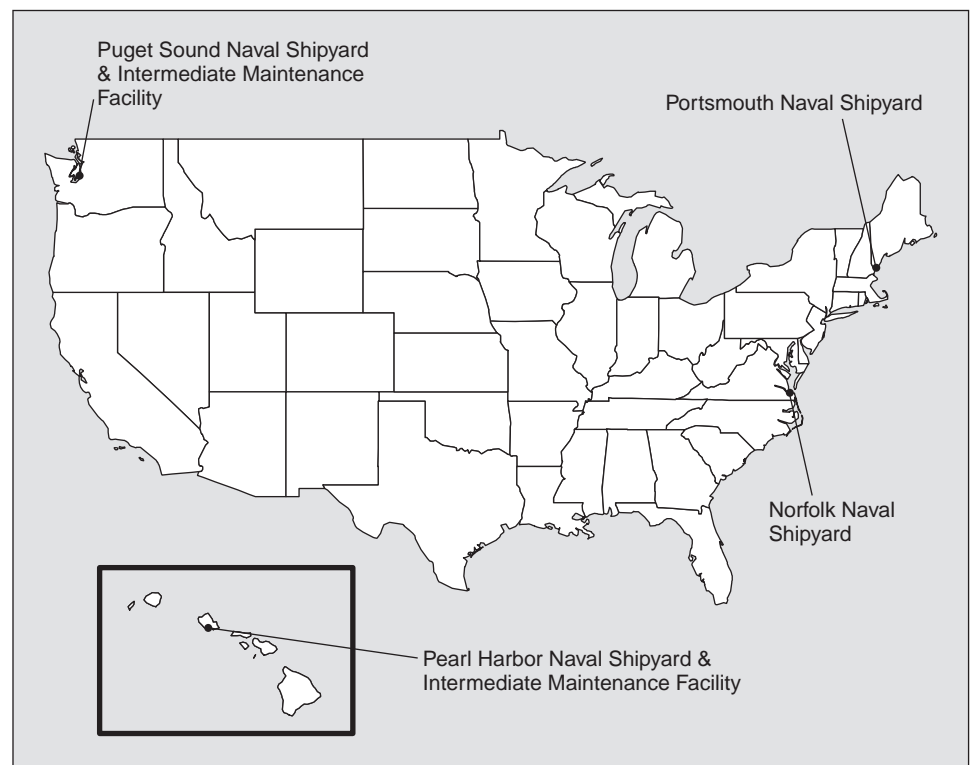 Puget Sound Naval Shipyard
& Intermediate Maintenance
Facility
Portsmouth Naval Shipyard
Norfolk Naval
Shipyard
Pearl Harbor Naval Shipyard &
Intermediate Maintenance Facility